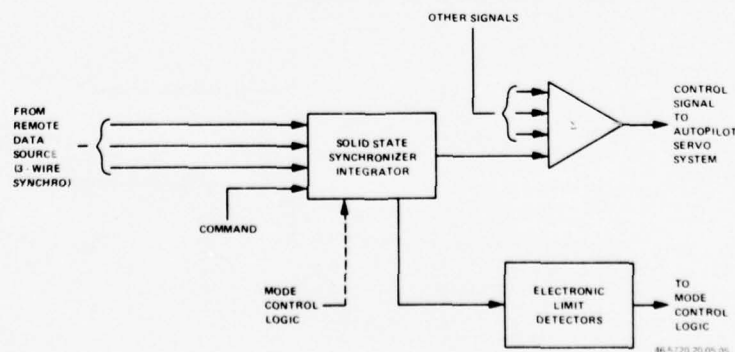 OTHER SIGNALS
FROM
REMOTE
DATA
SOURCE
(3-WIRE
SYNCHRO)
SOLID STATE
SYNCHRONIZER
INTEGRATOR
Σ
CONTROL
SIGNAL
TO
AUTOPILOT
SERVO
SYSTEM
COMMAND
MODE
CONTROL
LOGIC
ELECTRONIC
LIMIT
DETECTORS
TO
MODE
CONTROL
LOGIC